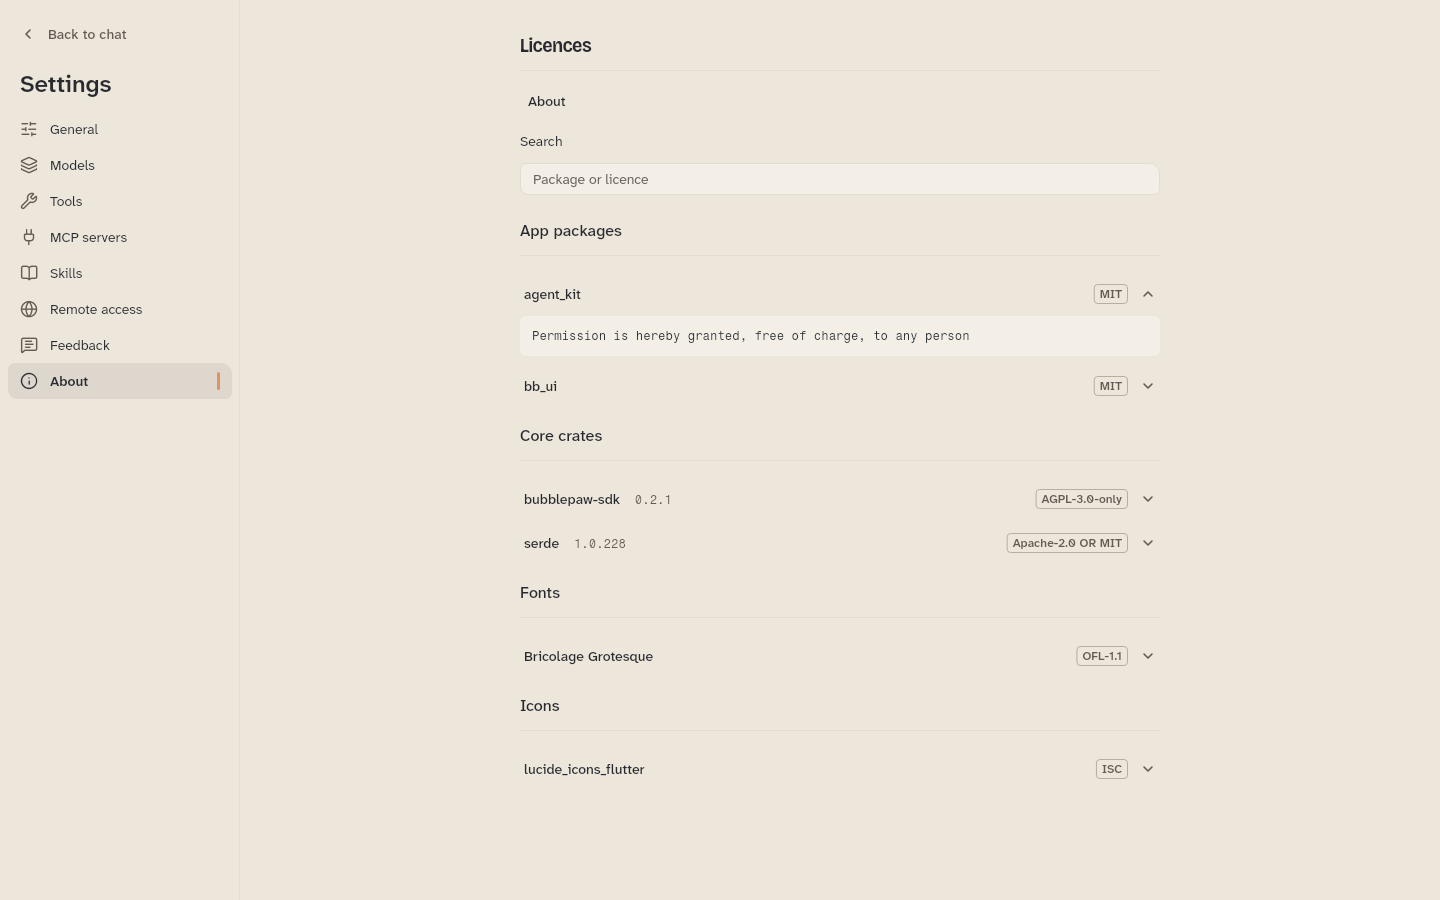 Back to chat
Settings
General
Models
Tools
MCP servers
Skills
Remote access
Feedback
About
Licences
About
Search
Package or licence
App packages
agent_kit MIT
Permission is hereby granted, free of charge, to any person
bb_ui MIT
Core crates
bubblepaw-sdk 0.2.1 AGPL-3.0-only
serde 1.0.228 Apache-2.0 OR MIT
Fonts
Bricolage Grotesque OFL-1.1
Icons
lucide_icons_flutter ISC